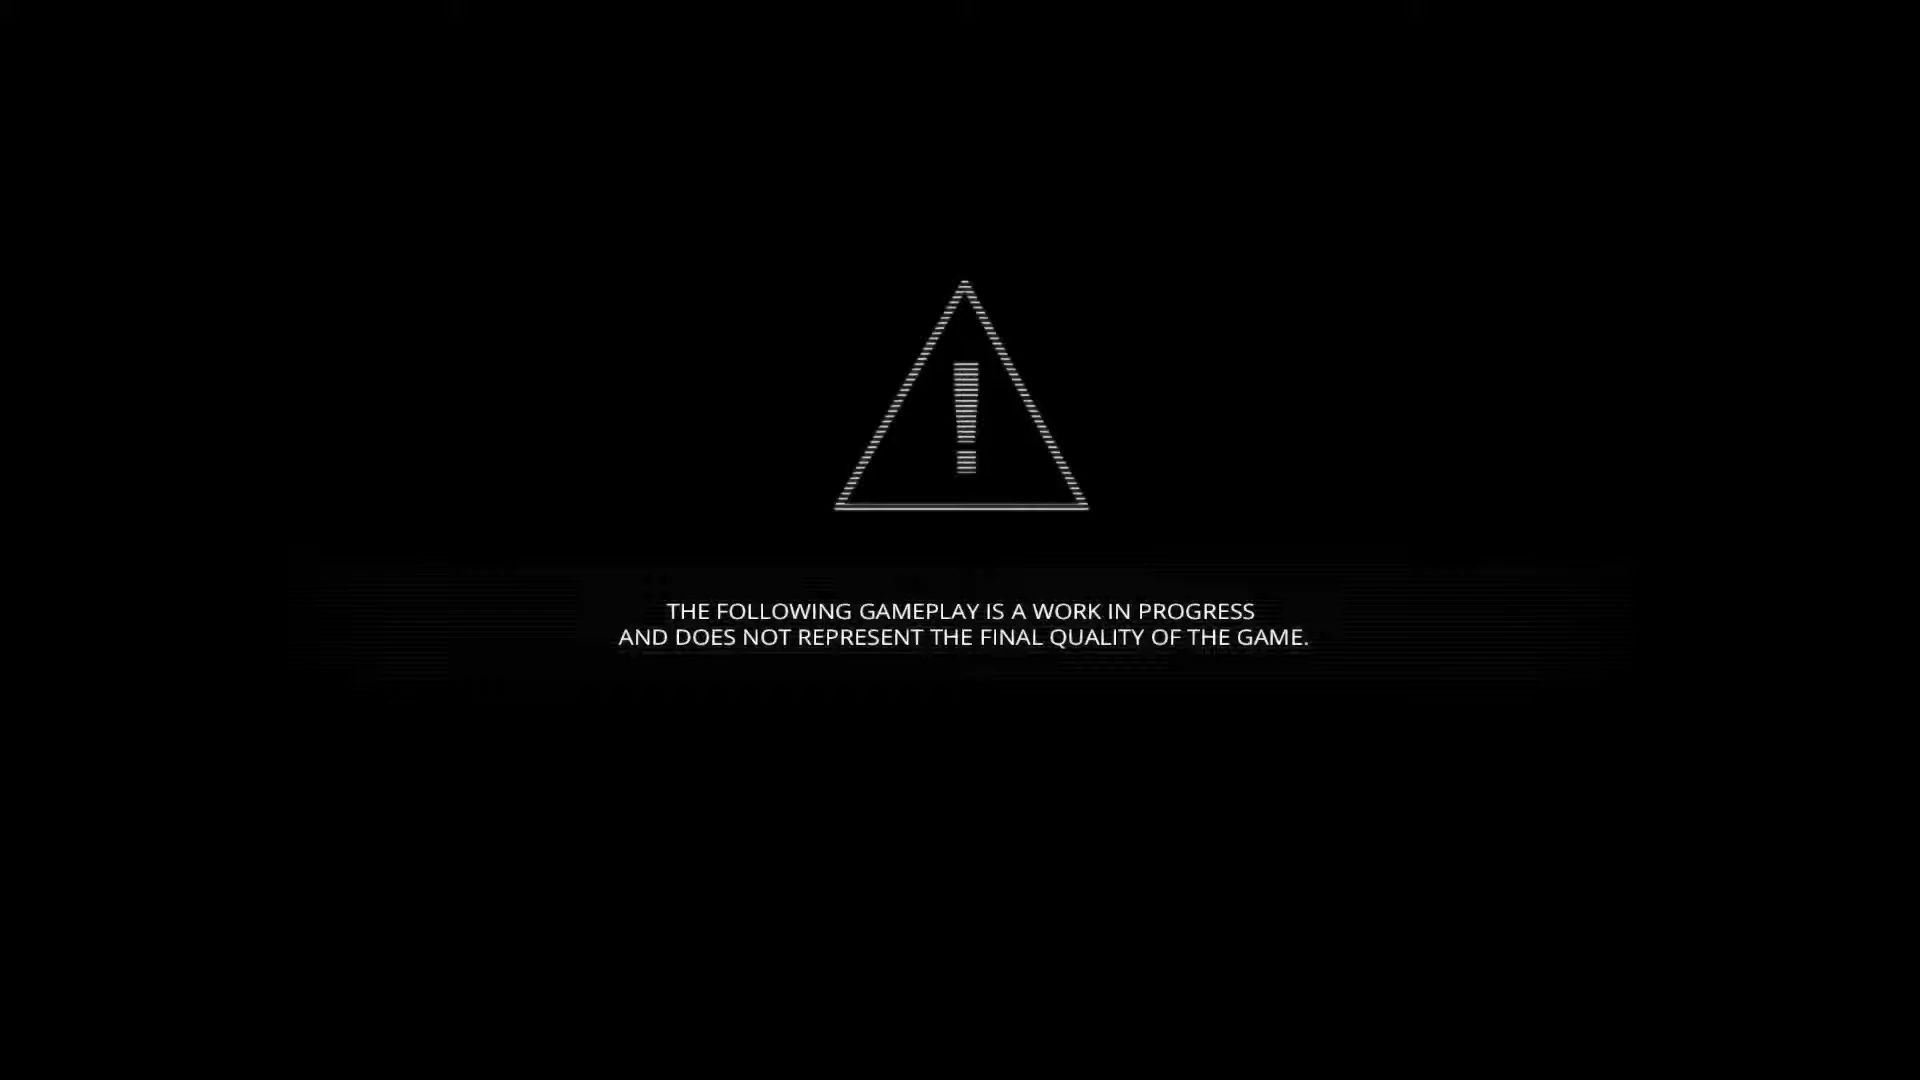 THE FOLLOWING GAMEPLAY IS A WORK IN PROGRESS
AND DOES NOT REPRESENT THE FINAL QUALITY OF THE GAME.